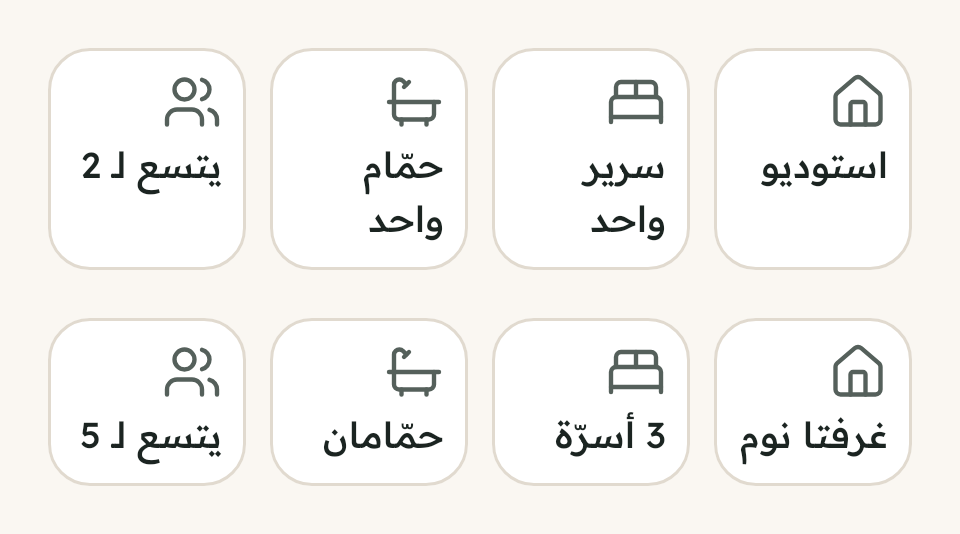 استوديو
سرير
واحد
حمّام
واحد
يتسع لـ 2
غرفتا نوم
3 أسرّة
حمّامان
يتسع لـ 5